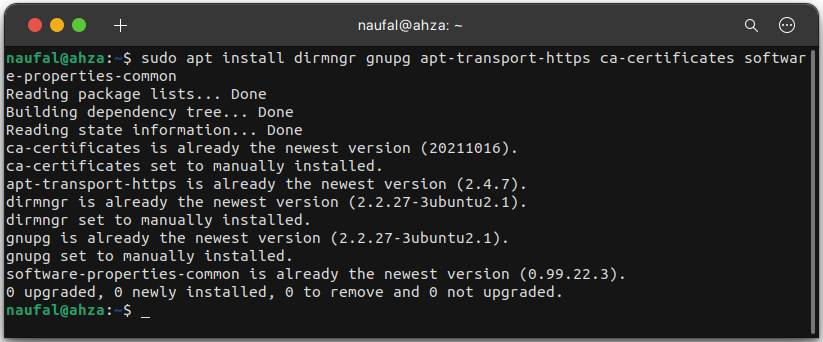 naufal@ahza: ~
naufal@ahza:~$ sudo apt install dirmngr gnupg apt-transport-https ca-certificates softwar
e-properties-common
Reading package lists... Done
Building dependency tree... Done
Reading state information... Done
ca-certificates is already the newest version (20211016).
ca-certificates set to manually installed.
apt-transport-https is already the newest version (2.4.7).
dirmngr is already the newest version (2.2.27-3ubuntu2.1).
dirmngr set to manually installed.
gnupg is already the newest version (2.2.27-3ubuntu2.1).
gnupg set to manually installed.
software-properties-common is already the newest version (0.99.22.3).
0 upgraded, 0 newly installed, 0 to remove and 0 not upgraded.
naufal@ahza:~$ _